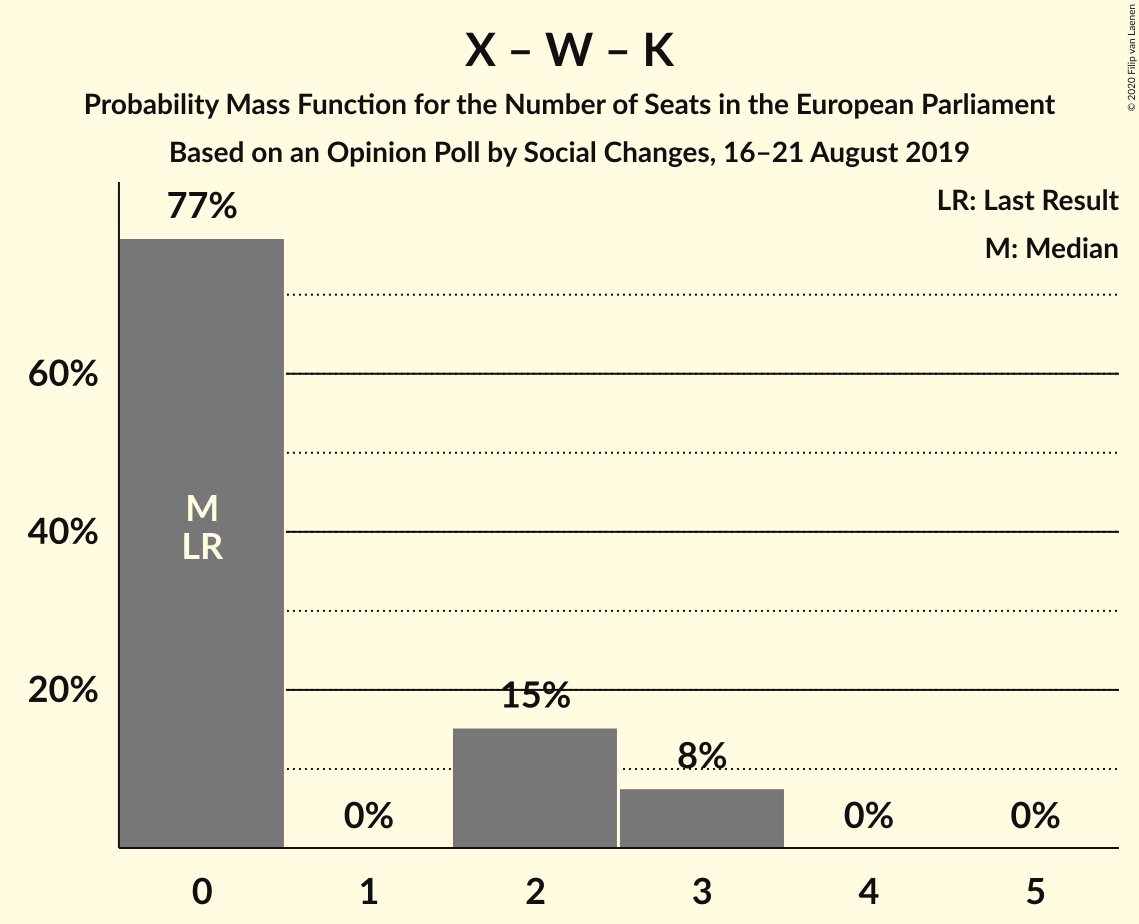 X – W – K
Probability Mass Function for the Number of Seats in the European Parliament
Based on an Opinion Poll by Social Changes, 16–21 August 2019
© 2020 Filip van Laenen
LR: Last Result
M: Median
77%
60%
40%
20%
M
LR
0%
15%
8%
0%
0%
0
1
2
3
4
5